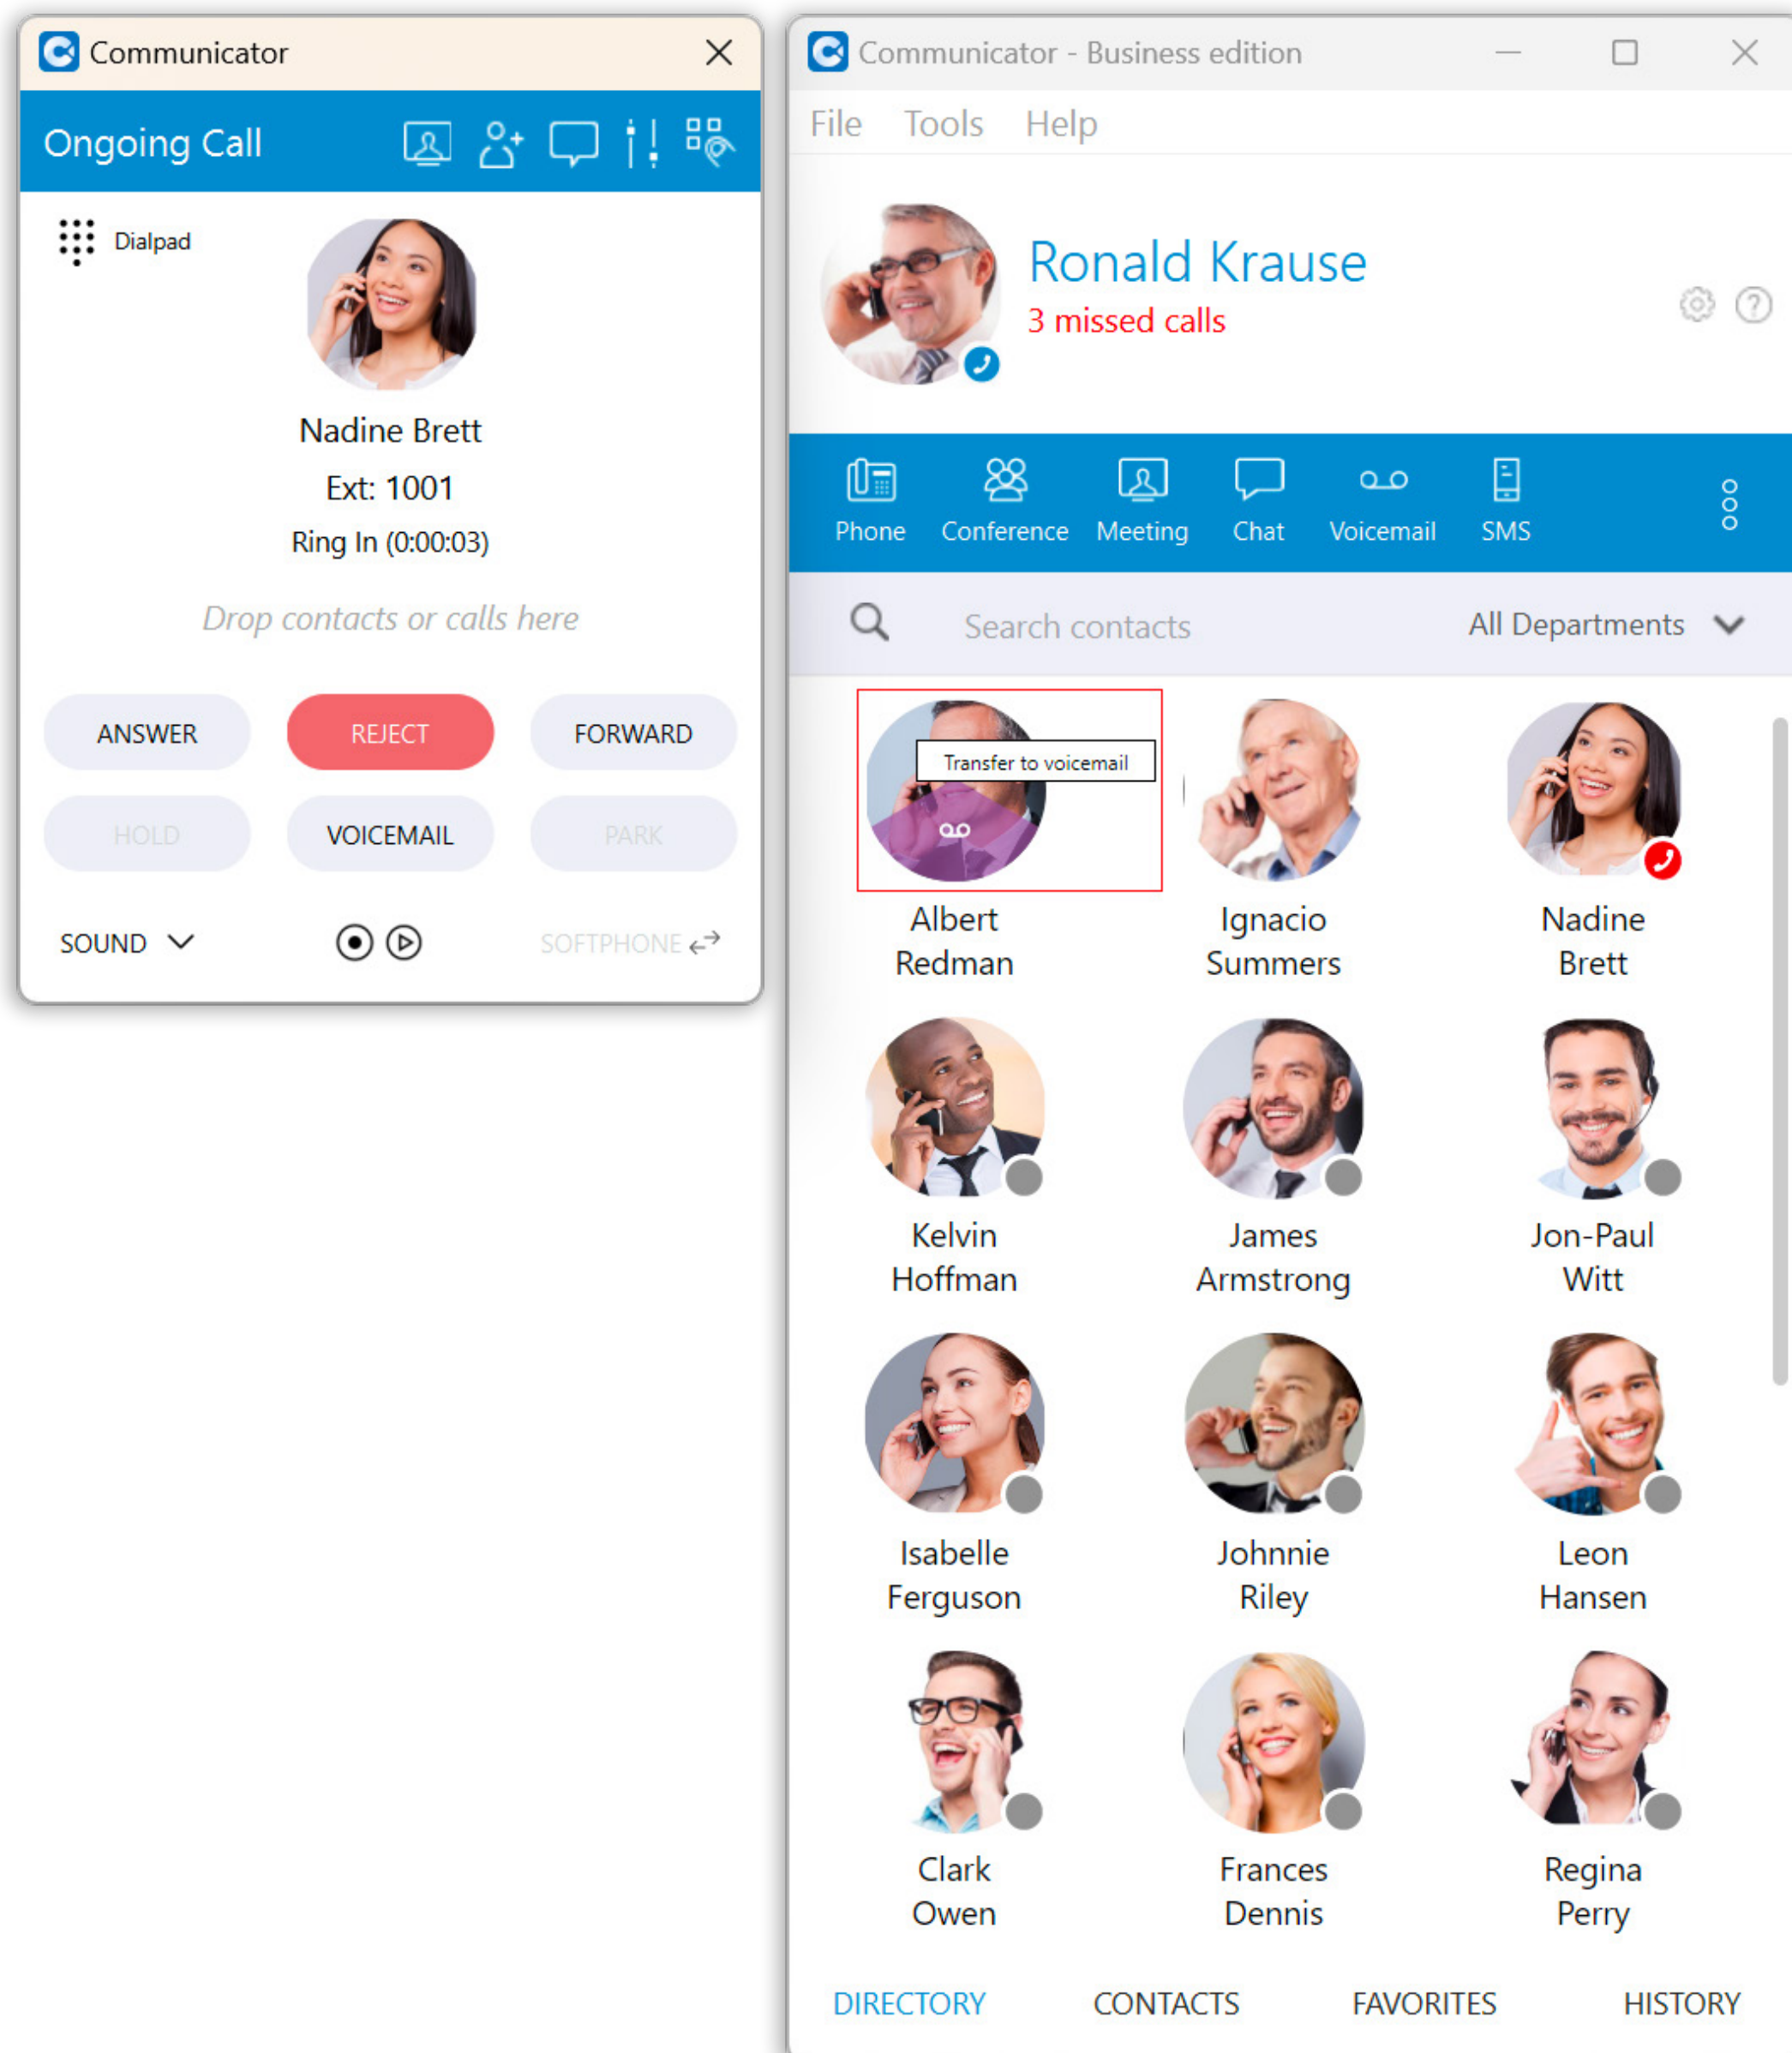 Communicator
Ongoing Call
Dialpad
Nadine Brett
Ext: 1001
Ring In (0:00:03)
Drop contacts or calls here
ANSWER REJECT FORWARD
HOLD VOICEMAIL PARK
SOUND SOFTPHONE
Communicator - Business edition
File Tools Help
Ronald Krause
3 missed calls
Phone Conference Meeting Chat Voicemail SMS
Search contacts All Departments
Transfer to voicemail
Albert Ignacio Nadine
Redman Summers Brett
Kelvin James Jon-Paul
Hoffman Armstrong Witt
Isabelle Johnnie Leon
Ferguson Riley Hansen
Clark Frances Regina
Owen Dennis Perry
DIRECTORY CONTACTS FAVORITES HISTORY